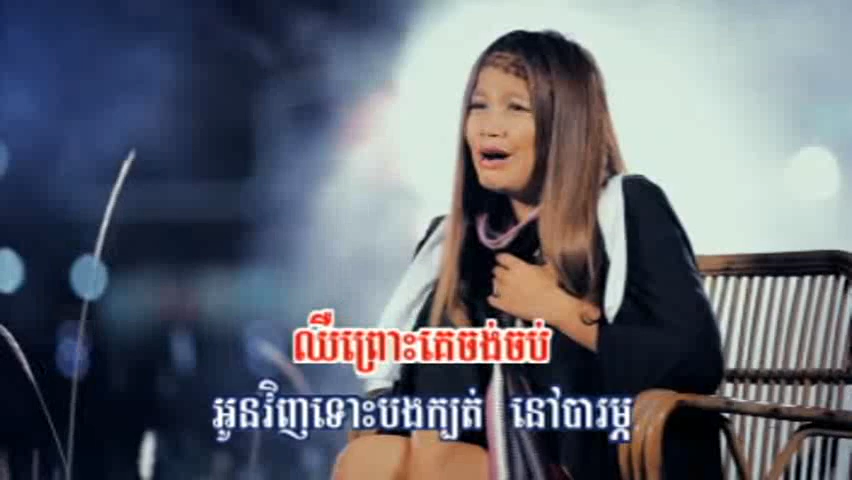 ឈឺព្រោះគេចង់ចប់
អូនវិញទោះបងក្បត់ នៅបារម្ភ